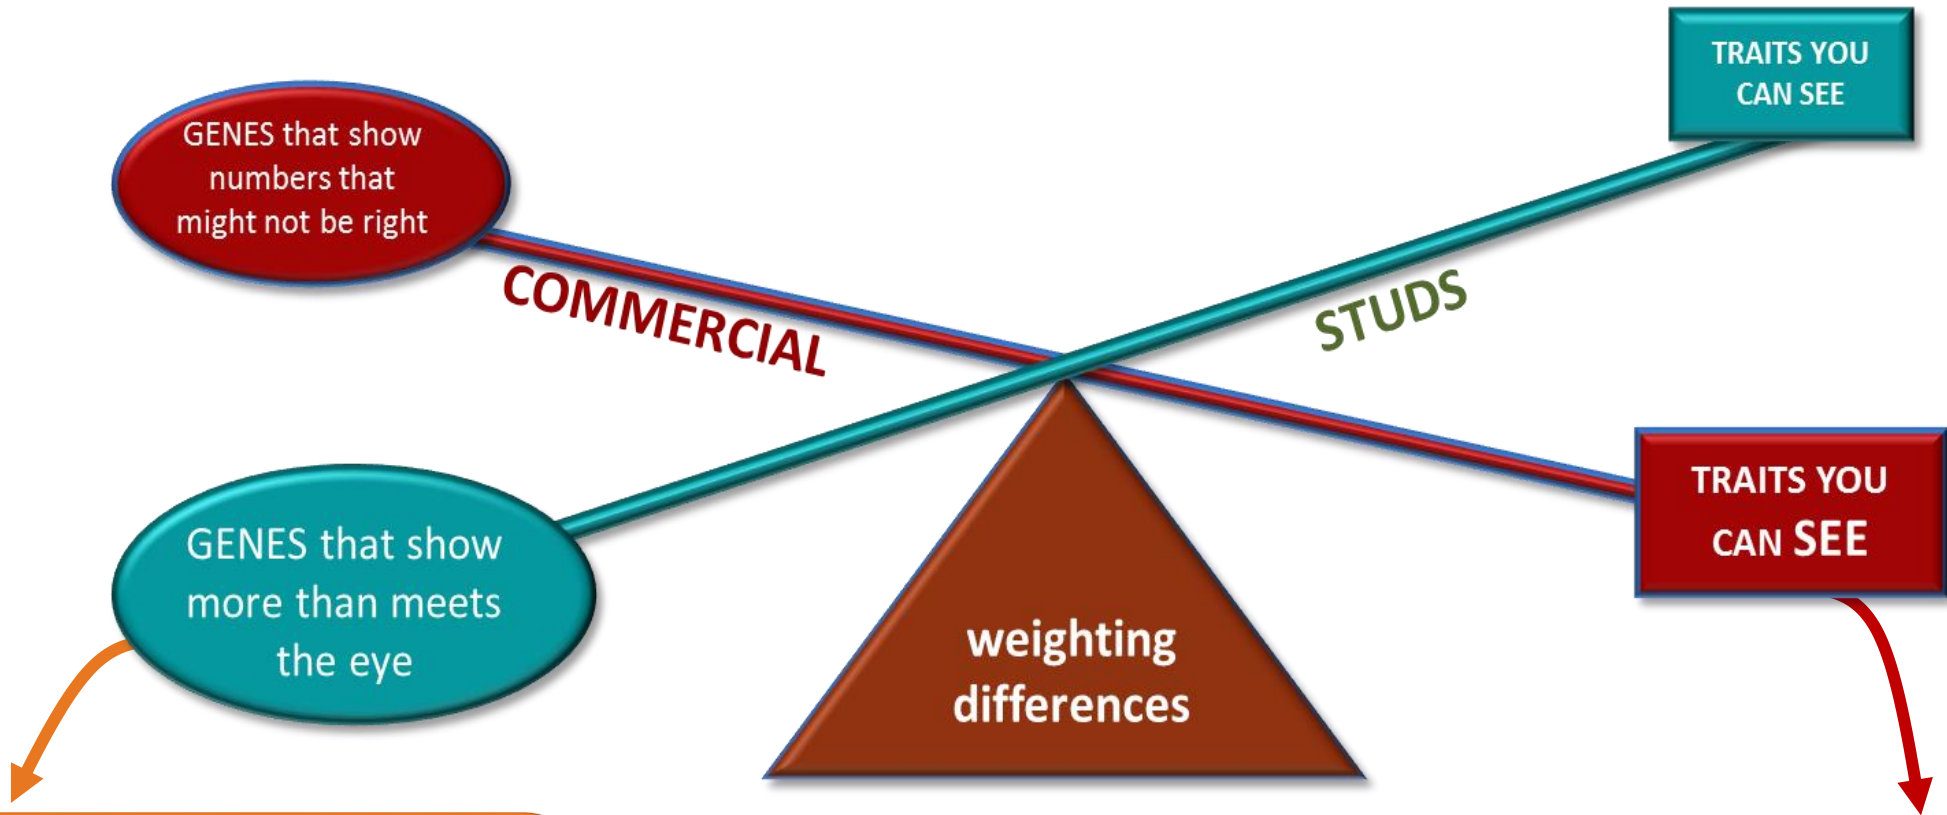 TRAITS YOU
CAN SEE
GENES that show
numbers that
might not be right
COMMERCIAL
STUDS
TRAITS YOU
CAN SEE
GENES that show
more than meets
the eye
weighting
differences